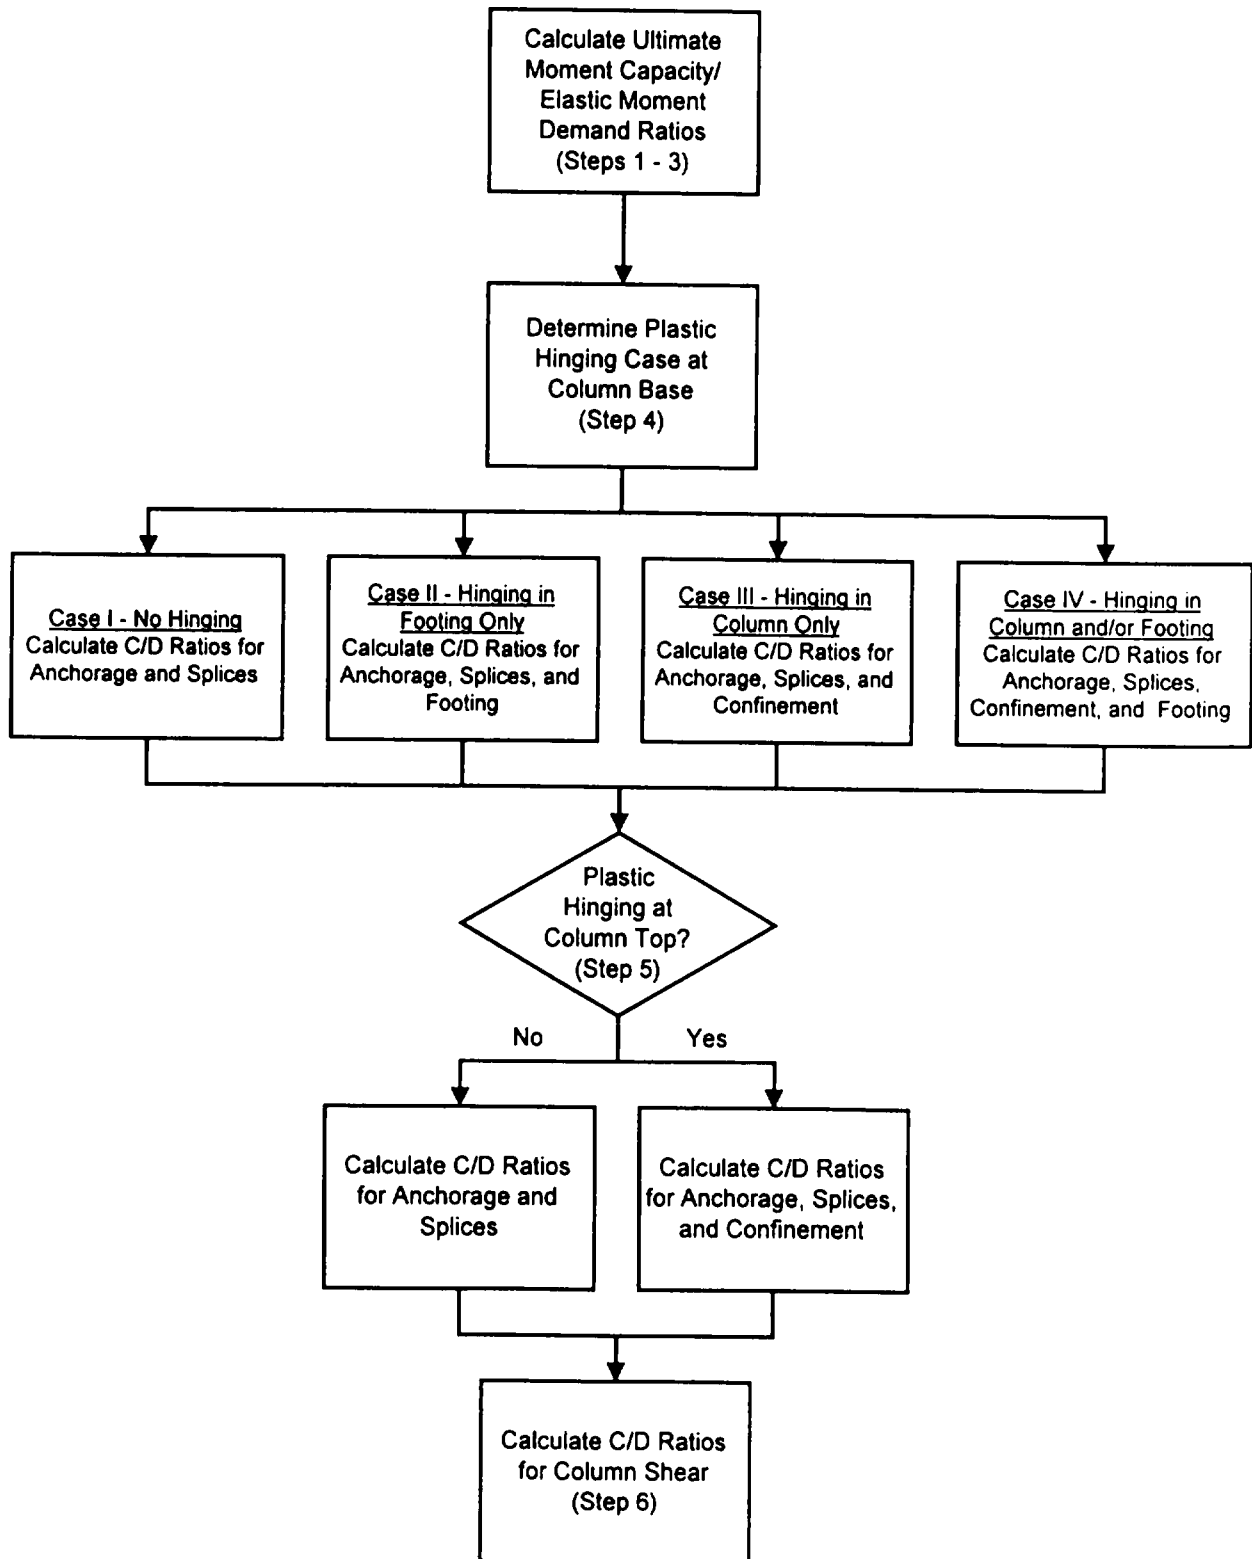 Calculate Ultimate
Moment Capacity/
Elastic Moment
Demand Ratios
(Steps 1 - 3)
Determine Plastic
Hinging Case at
Column Base
(Step 4)
Case I - No Hinging
Calculate C/D Ratios for
Anchorage and Splices
Case II - Hinging in
Footing Only
Calculate C/D Ratios for
Anchorage, Splices, and
Footing
Case III - Hinging in
Column Only
Calculate C/D Ratios for
Anchorage, Splices, and
Confinement
Case IV - Hinging in
Column and/or Footing
Calculate C/D Ratios for
Anchorage, Splices,
Confinement, and Footing
Plastic
Hinging at
Column Top?
(Step 5)
No
Yes
Calculate C/D Ratios
for Anchorage and
Splices
Calculate C/D Ratios
for Anchorage, Splices,
and Confinement
Calculate C/D Ratios
for Column Shear
(Step 6)